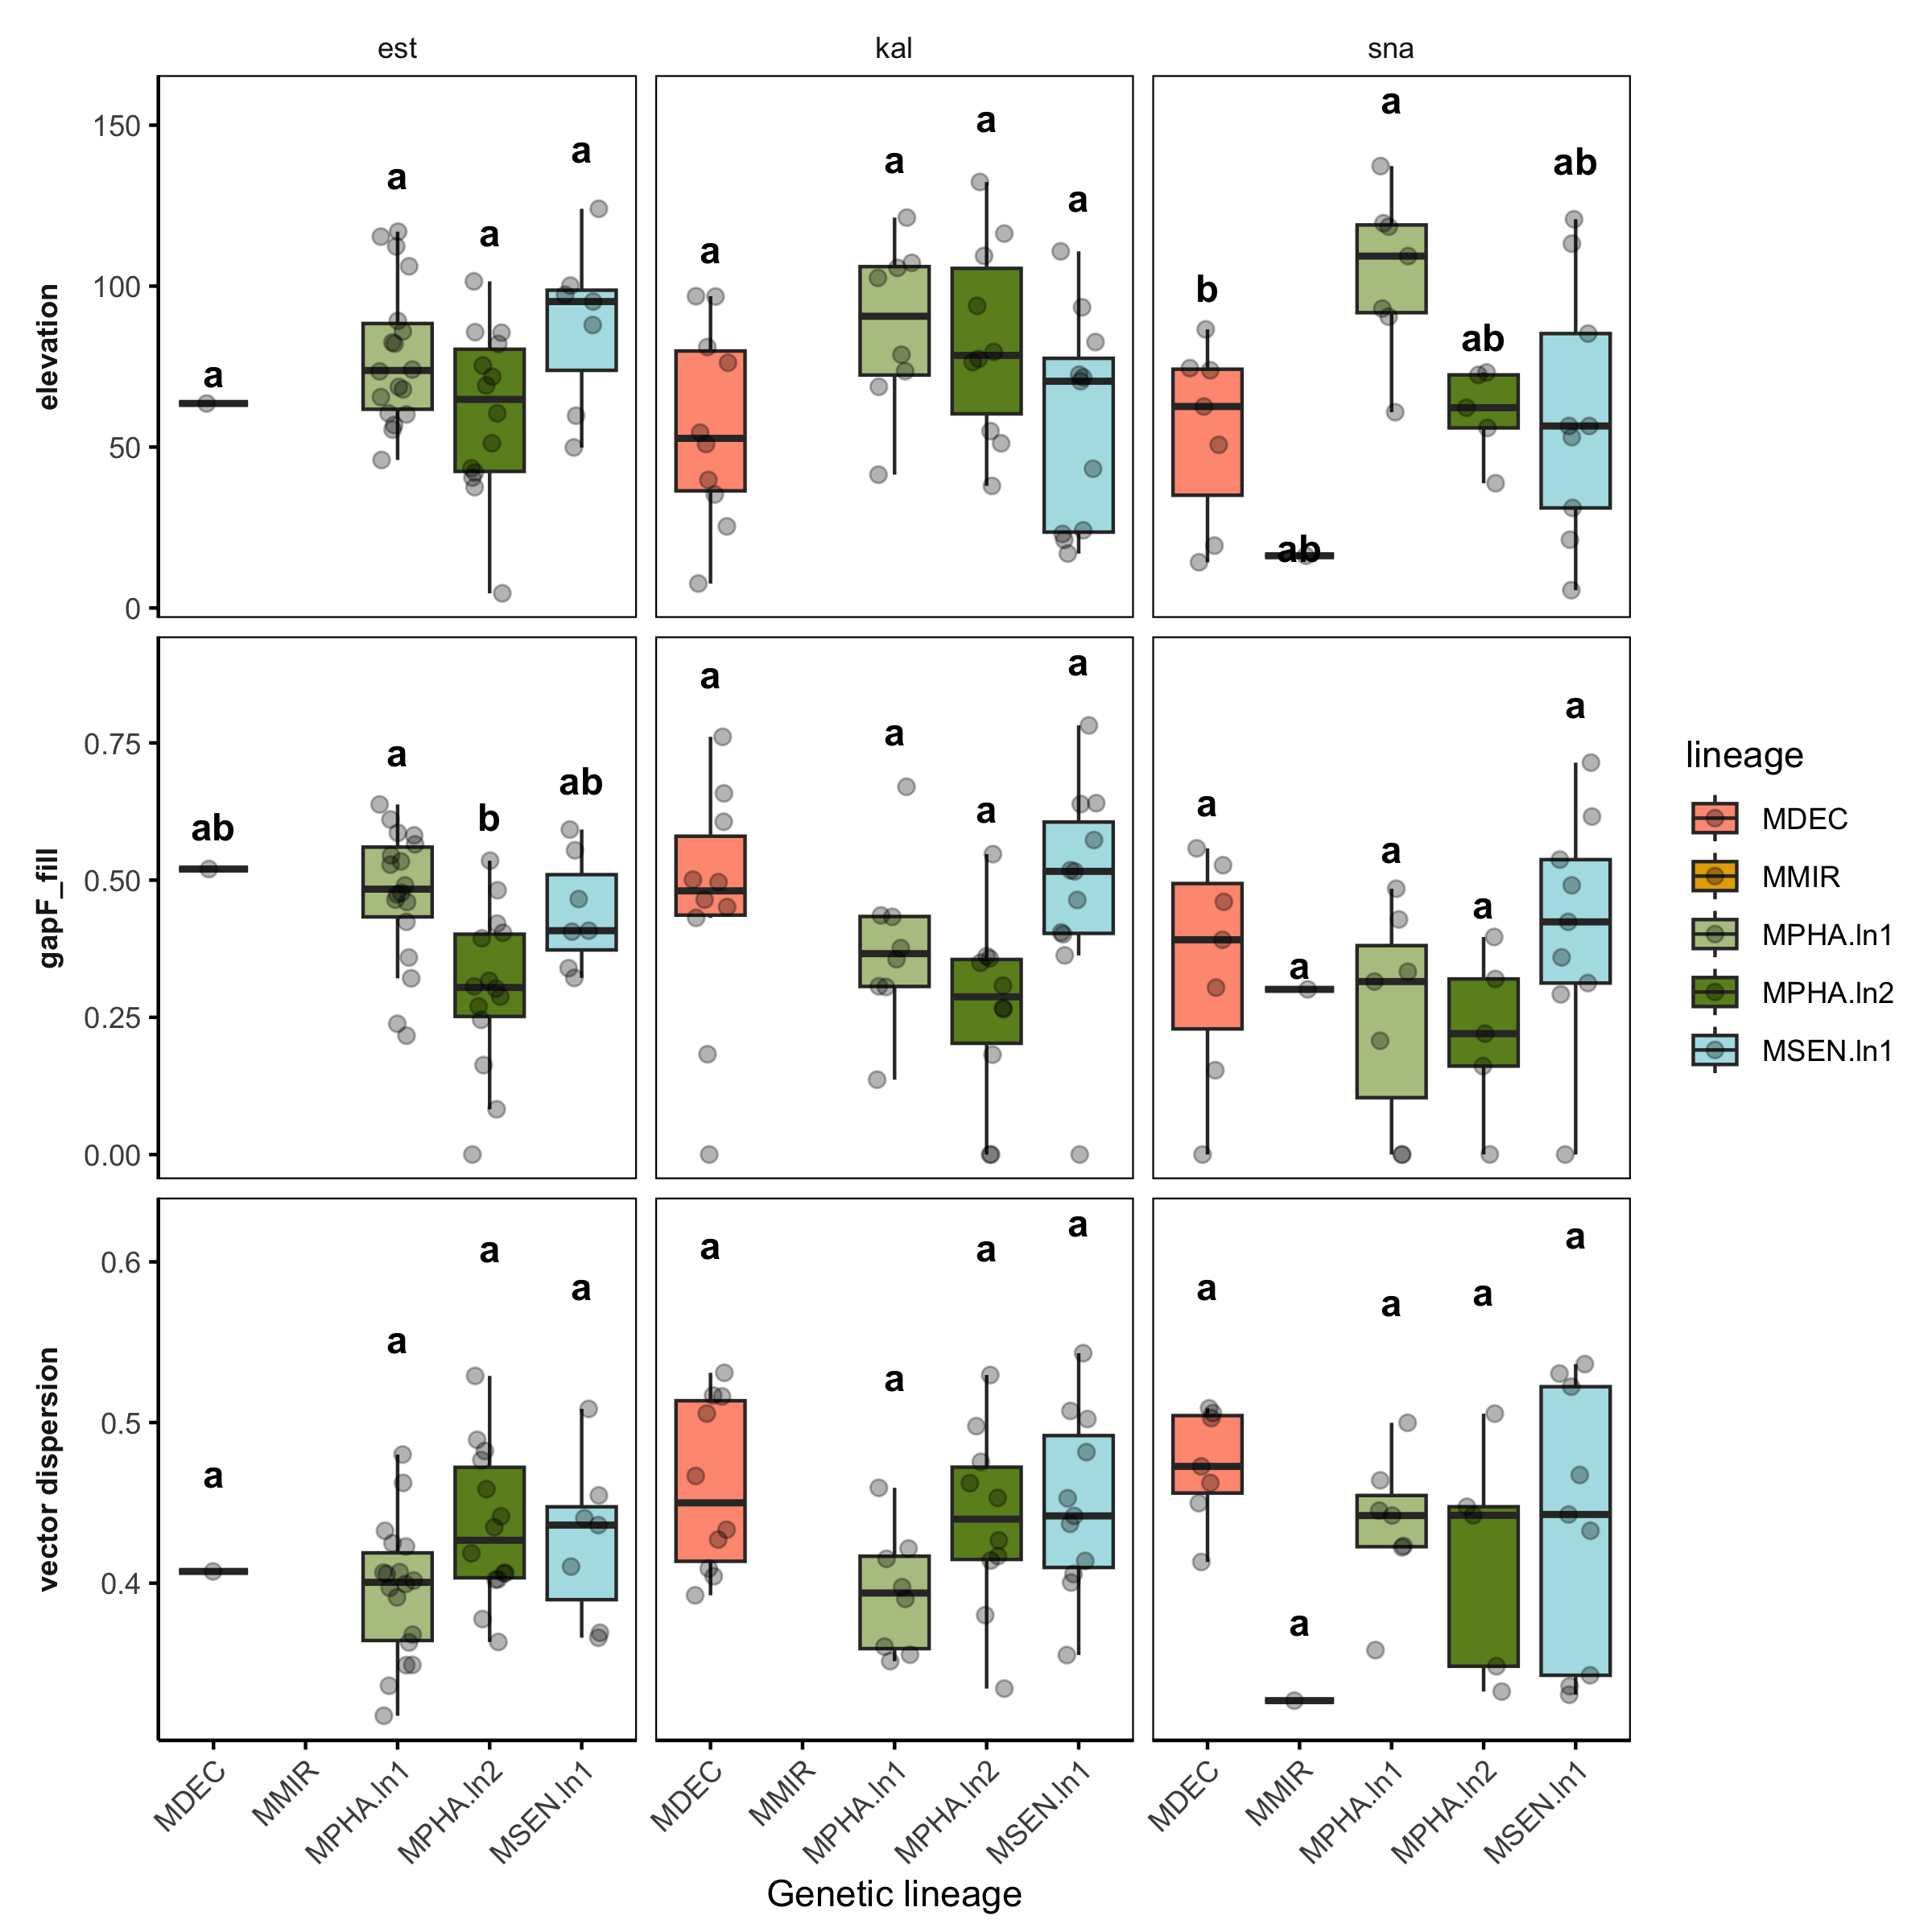 est kal sna
elevation
150
100
50
0
a a a a
a a a a
b ab a ab ab
gapF_fill
0.75
0.50
0.25
0.00
ab a b ab
a a a a
a a a a a
vector dispersion
0.6
0.5
0.4
a a a a
a a a a
a a a a a
MDEC MMIR MPHA.ln1 MPHA.ln2 MSEN.ln1
MDEC MMIR MPHA.ln1 MPHA.ln2 MSEN.ln1
MDEC MMIR MPHA.ln1 MPHA.ln2 MSEN.ln1
Genetic lineage
lineage
MDEC
MMIR
MPHA.ln1
MPHA.ln2
MSEN.ln1